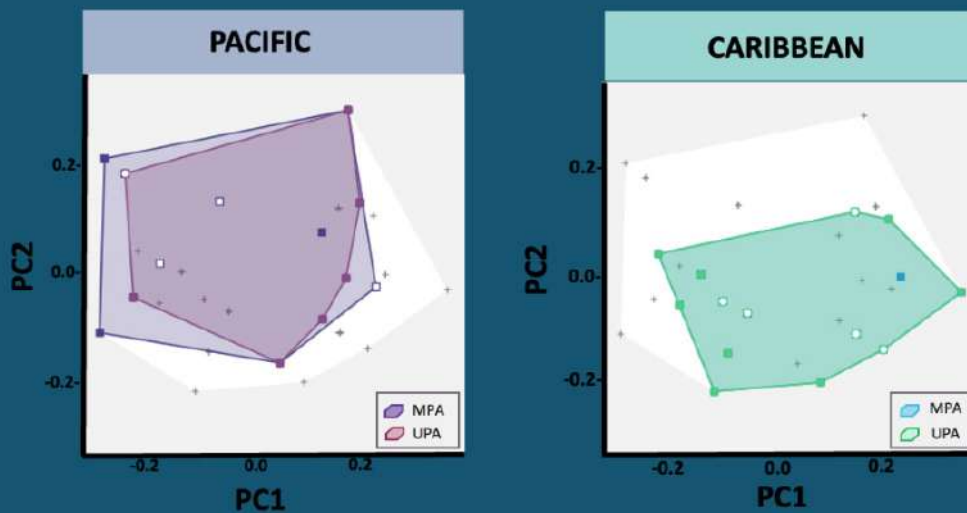 PACIFIC
PC2
0.2-
0.0-
-0.2-
-0.2
0.0
0.2
PC1
MPA
UPA
CARIBBEAN
PC2
0.2-
0.0-
-0.2-
-0.2
0.0
0.2
PC1
MPA
UPA